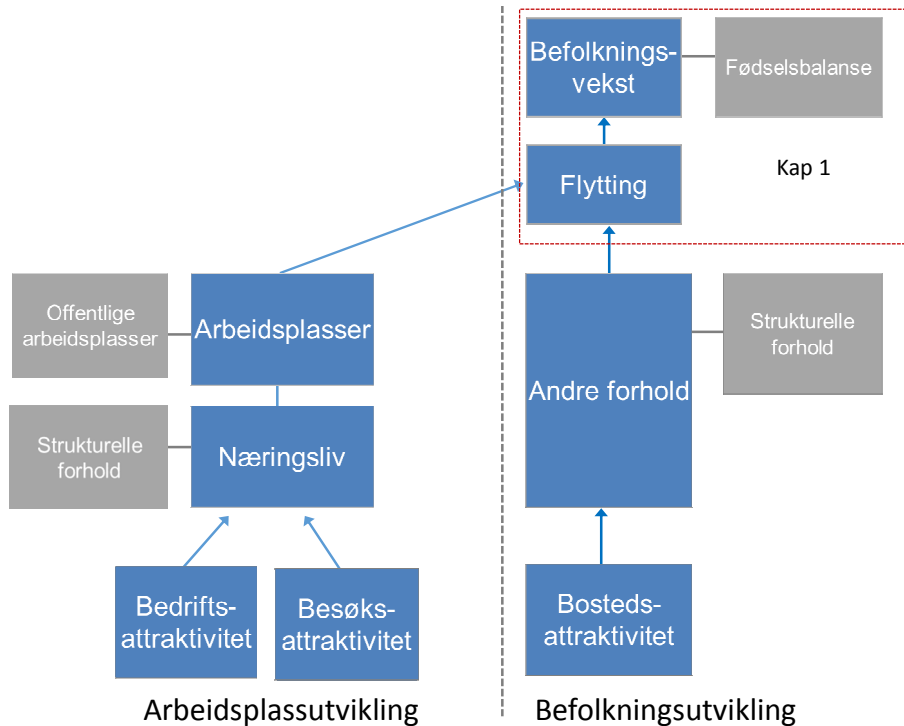 Befolknings-
vekst
Fødselsbalanse
Kap 1
Flytting
Offentlige
arbeidsplasser
Arbeidsplasser
Strukturelle
forhold
Andre forhold
Strukturelle
forhold
Næringsliv
Bedrifts-
attraktivitet
Besøks-
attraktivitet
Bosteds-
attraktivitet
Arbeidsplassutvikling
Befolkningsutvikling